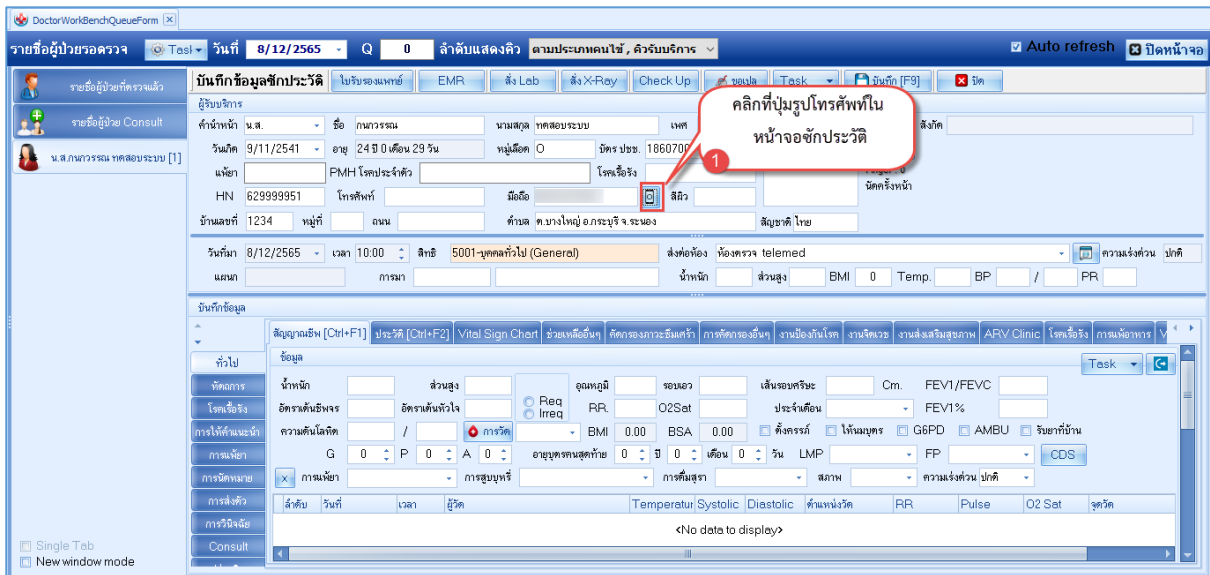 DoctorWorkBenchQueueForm
รายชื่อผู้ป่วยรอตรวจ Task วันที่ 8/12/2565 Q 0 ลำดับแสดงคิว ตามประเภทคนไข้ , คิวรับบริการ Auto refresh ปิดหน้าจอ
รายชื่อผู้ป่วยที่ตรวจแล้ว
รายชื่อผู้ป่วย Consult
น.ส.กนกวรรณ ทดสอบระบบ [1]
บันทึกข้อมูลซักประวัติ ใบรับรองแพทย์ EMR สั่ง Lab สั่ง X-Ray Check Up ขอเปล Task บันทึก [F9] ปิด
คลิกที่ปุ่มรูปโทรศัพท์ใน
หน้าจอซักประวัติ
1
ผู้รับบริการ
คำนำหน้า น.ส. ชื่อ กนกวรรณ นามสกุล ทดสอบระบบ เพศ สังกัด
วันเกิด 9/11/2541 อายุ 24 ปี 0 เดือน 29 วัน หมู่เลือด O บัตร ปชช. 1860700
แพ้ยา PMH โรคประจำตัว โรคเรื้อรัง
นัดครั้งหน้า
HN 629999951 โทรศัพท์ มือถือ สีผิว
บ้านเลขที่ 1234 หมู่ที่ ถนน ตำบล ต.บางใหญ่ อ.กระบุรี จ.ระนอง สัญชาติ ไทย
วันที่มา 8/12/2565 เวลา 10:00 สิทธิ 5001-บุคคลทั่วไป (General) ส่งต่อห้อง ห้องตรวจ telemed ความเร่งด่วน ปกติ
แผนก การมา น้ำหนัก ส่วนสูง BMI 0 Temp. BP / PR
บันทึกข้อมูล
สัญญาณชีพ [Ctrl+F1] ประวัติ [Ctrl+F2] Vital Sign Chart ช่วยเหลืออื่นๆ คัดกรองภาวะซึมเศร้า การคัดกรองอื่นๆ งานป้องกันโรค งานจิตเวช งานส่งเสริมสุขภาพ ARV Clinic โรคเรื้อรัง การแพ้อาหาร V
ทั่วไป
หัตถการ
โรคเรื้อรัง
การให้คำแนะนำ
การแพ้ยา
การนัดหมาย
การส่งตัว
การวินิจฉัย
Consult
ข้อมูล Task
น้ำหนัก ส่วนสูง อุณหภูมิ รอบเอว เส้นรอบศรีษะ Cm. FEV1/FEVC
อัตราเต้นชีพจร อัตราเต้นหัวใจ Reg Irreg RR. O2Sat ประจำเดือน FEV1%
ความดันโลหิต / การวัด BMI 0.00 BSA 0.00 ตั้งครรภ์ ให้นมบุตร G6PD AMBU รับยาที่บ้าน
G 0 P 0 A 0 อายุบุตรคนสุดท้าย 0 ปี 0 เดือน 0 วัน LMP FP CDS
x การแพ้ยา การสูบบุหรี่ การดื่มสุรา สภาพ ความเร่งด่วน ปกติ
ลำดับ วันที่ เวลา ผู้วัด Temperatur Systolic Diastolic ตำแหน่งวัด RR Pulse O2 Sat จุดวัด
<No data to display>
Single Tab
New window mode